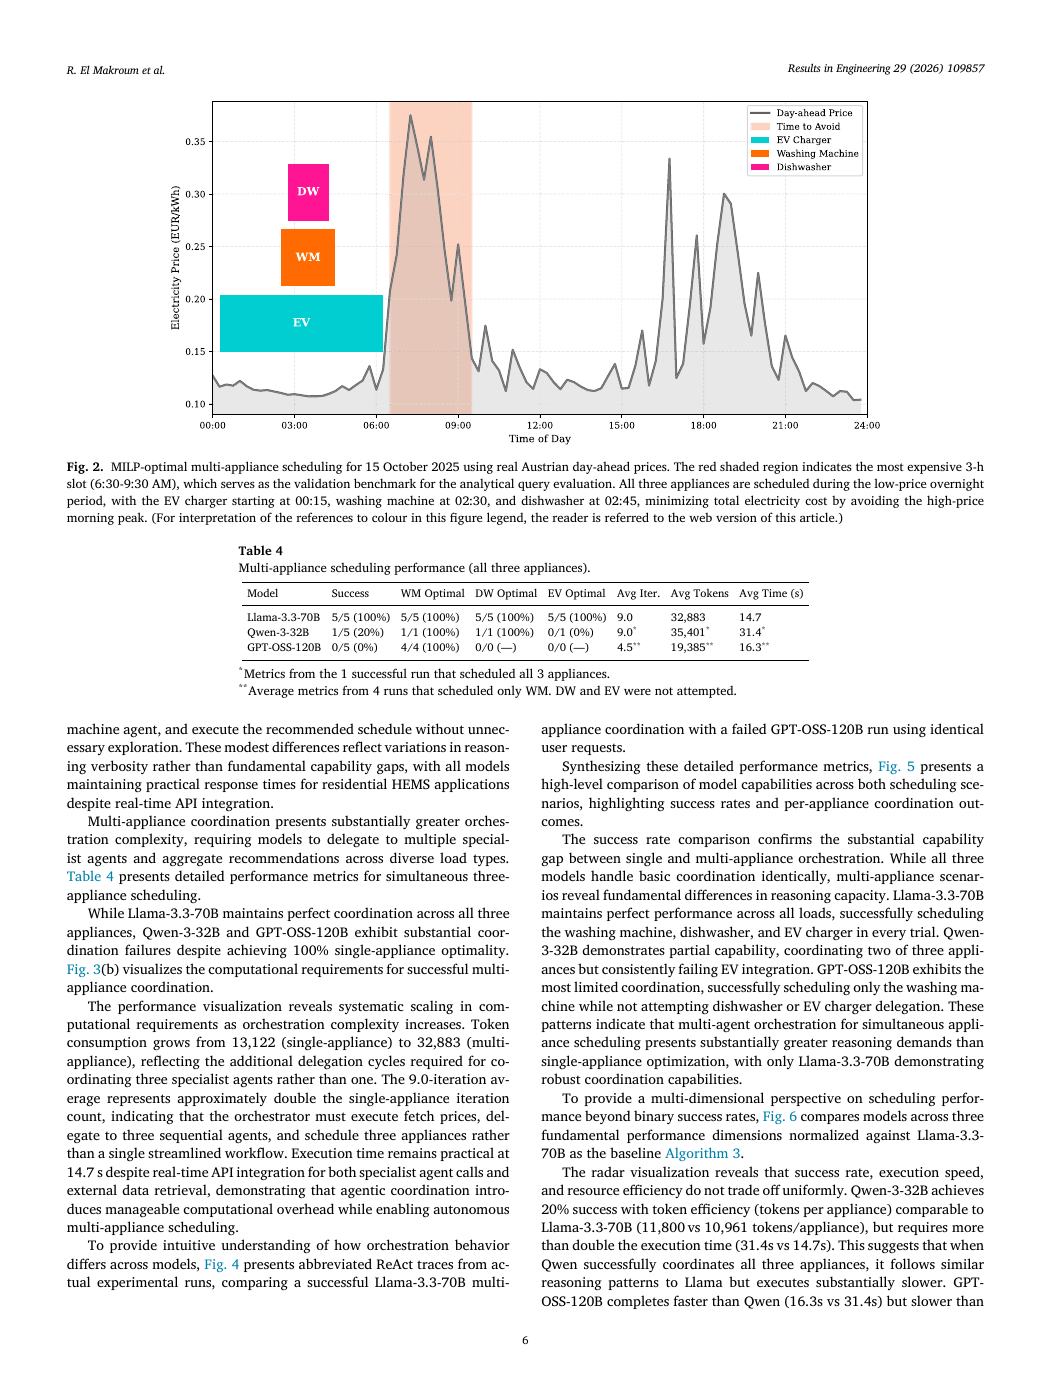 R. El Makroum et al.
Results in Engineering 29 (2026) 109857
Day-ahead Price
Time to Avoid
EV Charger
Washing Machine
Dishwasher
DW
WM
EV
Electricity Price (EUR/kWh)
0.35
0.30
0.25
0.20
0.15
0.10
00:00 03:00 06:00 09:00 12:00 15:00 18:00 21:00 24:00
Time of Day
Fig. 2. MILP-optimal multi-appliance scheduling for 15 October 2025 using real Austrian day-ahead prices. The red shaded region indicates the most expensive 3-h
slot (6:30-9:30 AM), which serves as the validation benchmark for the analytical query evaluation. All three appliances are scheduled during the low-price overnight
period, with the EV charger starting at 00:15, washing machine at 02:30, and dishwasher at 02:45, minimizing total electricity cost by avoiding the high-price
morning peak. (For interpretation of the references to colour in this figure legend, the reader is referred to the web version of this article.)
Table 4
Multi-appliance scheduling performance (all three appliances).
Model Success WM Optimal DW Optimal EV Optimal Avg Iter. Avg Tokens Avg Time (s)
Llama-3.3-70B 5/5 (100%) 5/5 (100%) 5/5 (100%) 5/5 (100%) 9.0 32,883 14.7
Qwen-3-32B 1/5 (20%) 1/1 (100%) 1/1 (100%) 0/1 (0%) 9.0* 35,401* 31.4*
GPT-OSS-120B 0/5 (0%) 4/4 (100%) 0/0 (—) 0/0 (—) 4.5** 19,385** 16.3**
*Metrics from the 1 successful run that scheduled all 3 appliances.
**Average metrics from 4 runs that scheduled only WM. DW and EV were not attempted.
machine agent, and execute the recommended schedule without unnec-
essary exploration. These modest differences reflect variations in reason-
ing verbosity rather than fundamental capability gaps, with all models
maintaining practical response times for residential HEMS applications
despite real-time API integration.
Multi-appliance coordination presents substantially greater orches-
tration complexity, requiring models to delegate to multiple special-
ist agents and aggregate recommendations across diverse load types.
Table 4 presents detailed performance metrics for simultaneous three-
appliance scheduling.
While Llama-3.3-70B maintains perfect coordination across all three
appliances, Qwen-3-32B and GPT-OSS-120B exhibit substantial coor-
dination failures despite achieving 100% single-appliance optimality.
Fig. 3(b) visualizes the computational requirements for successful multi-
appliance coordination.
The performance visualization reveals systematic scaling in com-
putational requirements as orchestration complexity increases. Token
consumption grows from 13,122 (single-appliance) to 32,883 (multi-
appliance), reflecting the additional delegation cycles required for co-
ordinating three specialist agents rather than one. The 9.0-iteration av-
erage represents approximately double the single-appliance iteration
count, indicating that the orchestrator must execute fetch prices, del-
egate to three sequential agents, and schedule three appliances rather
than a single streamlined workflow. Execution time remains practical at
14.7 s despite real-time API integration for both specialist agent calls and
external data retrieval, demonstrating that agentic coordination intro-
duces manageable computational overhead while enabling autonomous
multi-appliance scheduling.
To provide intuitive understanding of how orchestration behavior
differs across models, Fig. 4 presents abbreviated ReAct traces from ac-
tual experimental runs, comparing a successful Llama-3.3-70B multi-
appliance coordination with a failed GPT-OSS-120B run using identical
user requests.
Synthesizing these detailed performance metrics, Fig. 5 presents a
high-level comparison of model capabilities across both scheduling sce-
narios, highlighting success rates and per-appliance coordination out-
comes.
The success rate comparison confirms the substantial capability
gap between single and multi-appliance orchestration. While all three
models handle basic coordination identically, multi-appliance scenar-
ios reveal fundamental differences in reasoning capacity. Llama-3.3-70B
maintains perfect performance across all loads, successfully scheduling
the washing machine, dishwasher, and EV charger in every trial. Qwen-
3-32B demonstrates partial capability, coordinating two of three appli-
ances but consistently failing EV integration. GPT-OSS-120B exhibits the
most limited coordination, successfully scheduling only the washing ma-
chine while not attempting dishwasher or EV charger delegation. These
patterns indicate that multi-agent orchestration for simultaneous appli-
ance scheduling presents substantially greater reasoning demands than
single-appliance optimization, with only Llama-3.3-70B demonstrating
robust coordination capabilities.
To provide a multi-dimensional perspective on scheduling perfor-
mance beyond binary success rates, Fig. 6 compares models across three
fundamental performance dimensions normalized against Llama-3.3-
70B as the baseline Algorithm 3.
The radar visualization reveals that success rate, execution speed,
and resource efficiency do not trade off uniformly. Qwen-3-32B achieves
20% success with token efficiency (tokens per appliance) comparable to
Llama-3.3-70B (11,800 vs 10,961 tokens/appliance), but requires more
than double the execution time (31.4s vs 14.7s). This suggests that when
Qwen successfully coordinates all three appliances, it follows similar
reasoning patterns to Llama but executes substantially slower. GPT-
OSS-120B completes faster than Qwen (16.3s vs 31.4s) but slower than
6